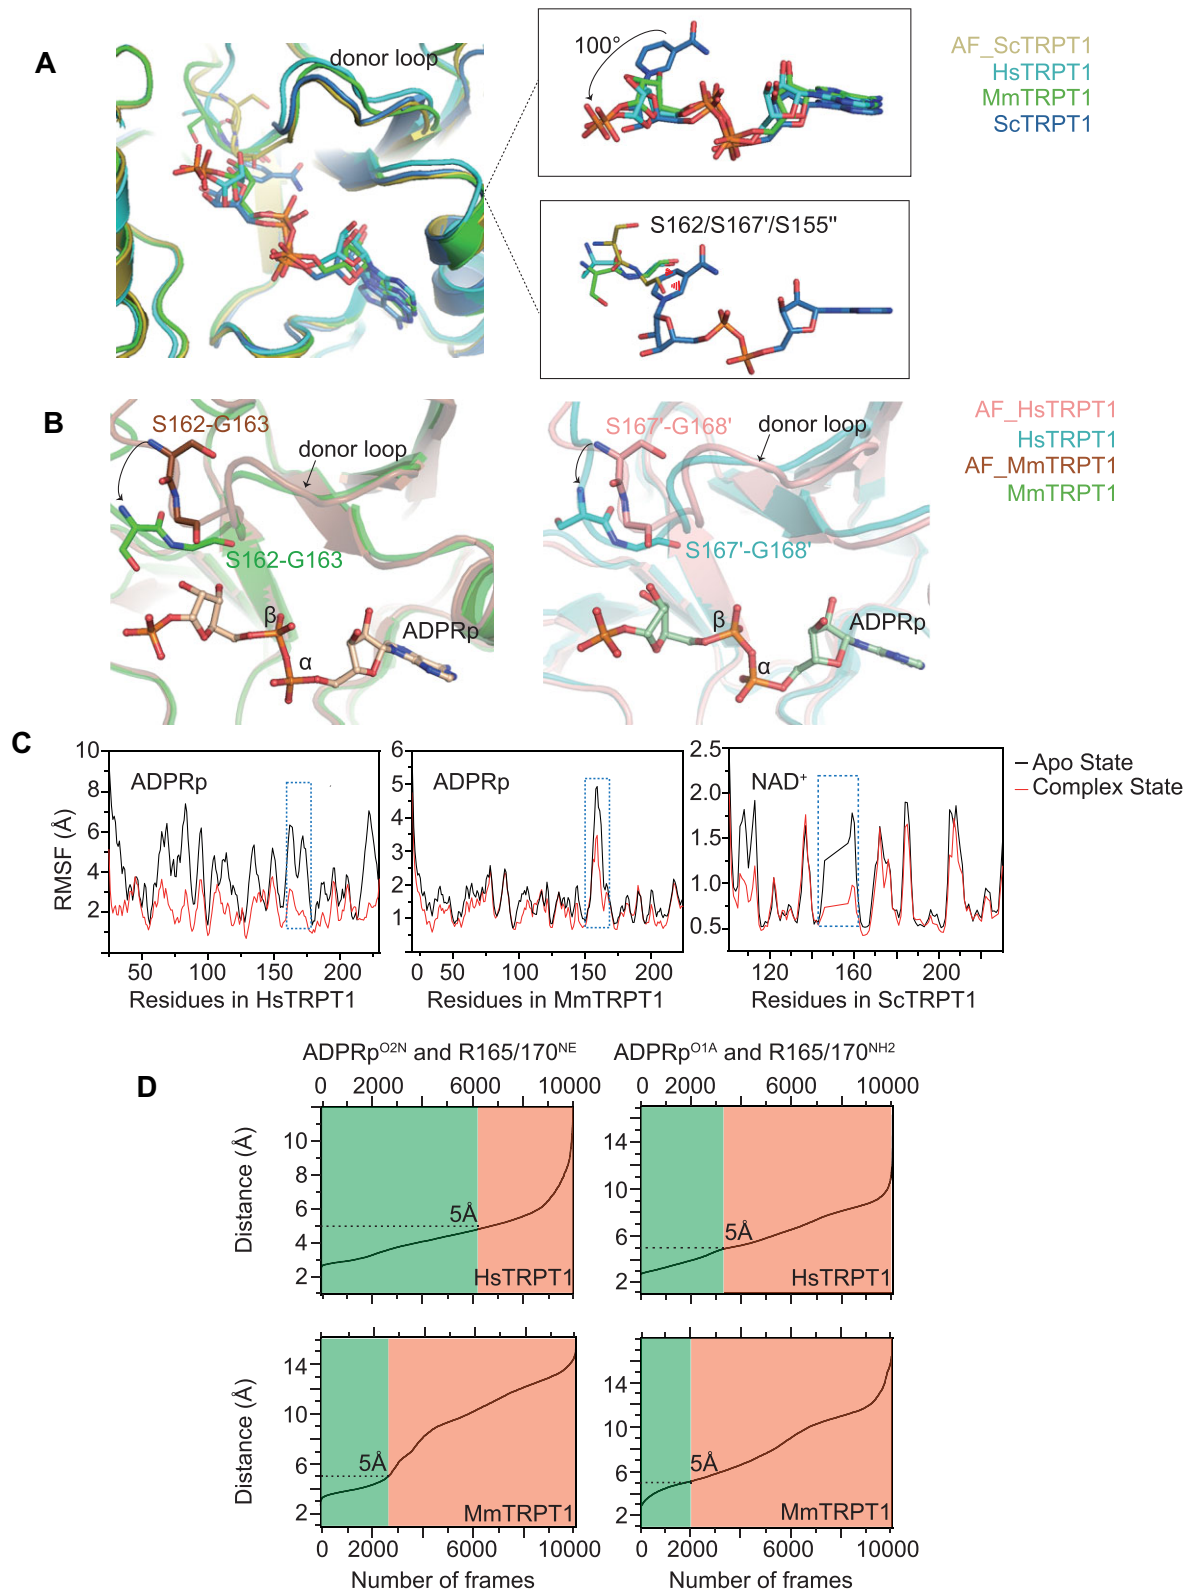 A
donor loop
100°
AF_ScTRPT1
HsTRPT1
MmTRPT1
ScTRPT1
S162/S167'/S155''
B
S162-G163
donor loop
S162-G163
β
α
ADPRp
S167'-G168'
donor loop
S167'-G168'
β
α
ADPRp
AF_HsTRPT1
HsTRPT1
AF_MmTRPT1
MmTRPT1
C
RMSF (Å)
10
8
6
4
2
ADPRp
50 100 150 200
Residues in HsTRPT1
6
5
4
3
2
1
0
ADPRp
0 50 100 150 200
Residues in MmTRPT1
2.5
2.0
1.5
1.0
0.5
NAD⁺
120 160 200
Residues in ScTRPT1
Apo State
Complex State
D
ADPRp^O2N and R165/170^NE
0 2000 6000 10000
Distance (Å)
10
8
6
4
2
5Å
HsTRPT1
ADPRp^O1A and R165/170^NH2
0 2000 6000 10000
14
10
6
2
5Å
HsTRPT1
Distance (Å)
14
10
6
2
5Å
MmTRPT1
0 2000 6000 10000
Number of frames
14
10
6
2
5Å
MmTRPT1
0 2000 6000 10000
Number of frames